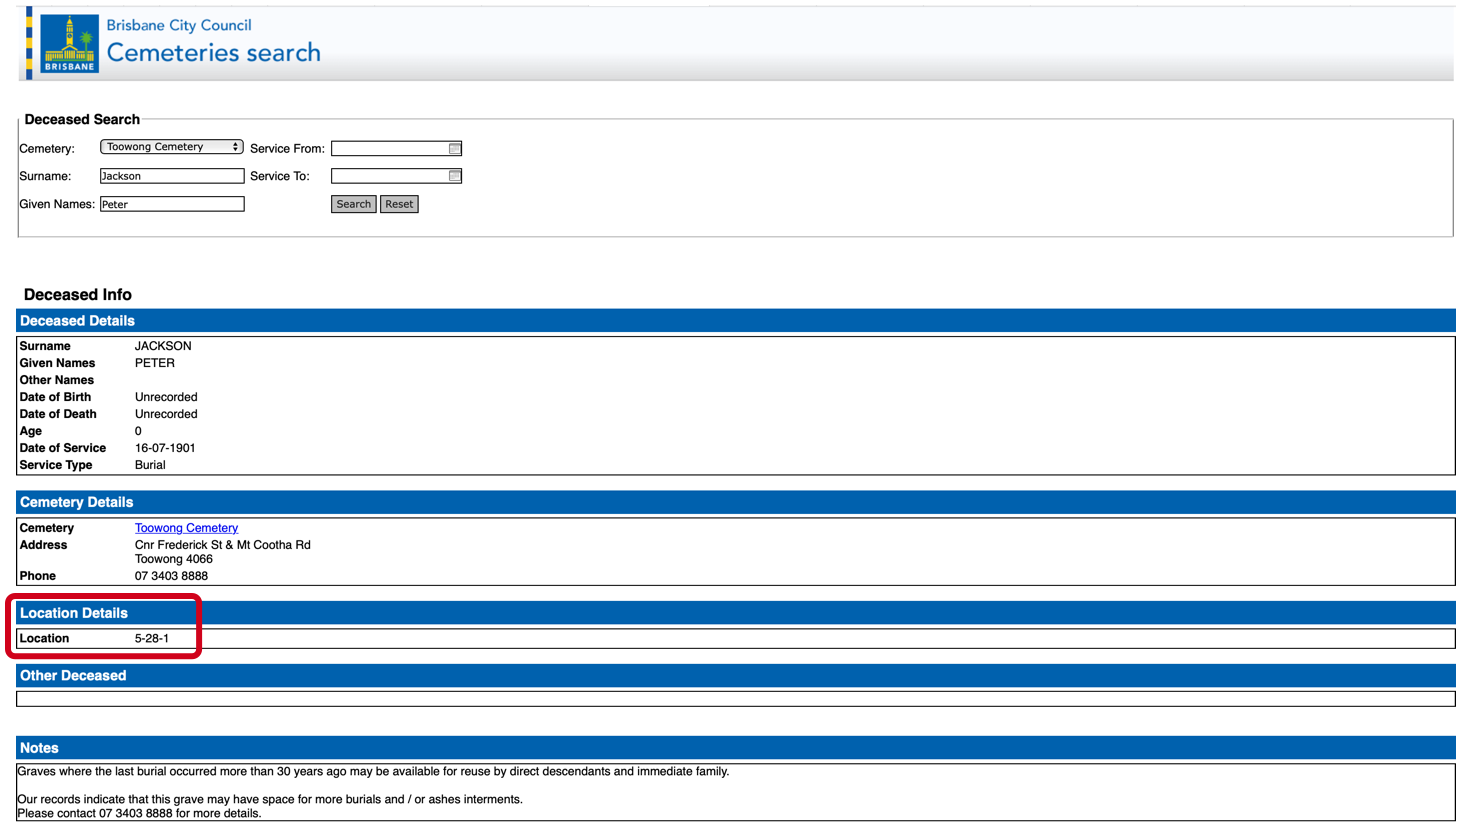 BRISBANE
Brisbane City Council
Cemeteries search
Deceased Search
Cemetery: Toowong Cemetery Service From:
Surname: Jackson Service To:
Given Names: Peter Search Reset
Deceased Info
Deceased Details
Surname JACKSON
Given Names PETER
Other Names
Date of Birth Unrecorded
Date of Death Unrecorded
Age 0
Date of Service 16-07-1901
Service Type Burial
Cemetery Details
Cemetery Toowong Cemetery
Address Cnr Frederick St & Mt Cootha Rd
Toowong 4066
Phone 07 3403 8888
Location Details
Location 5-28-1
Other Deceased
Notes
Graves where the last burial occurred more than 30 years ago may be available for reuse by direct descendants and immediate family.
Our records indicate that this grave may have space for more burials and / or ashes interments.
Please contact 07 3403 8888 for more details.